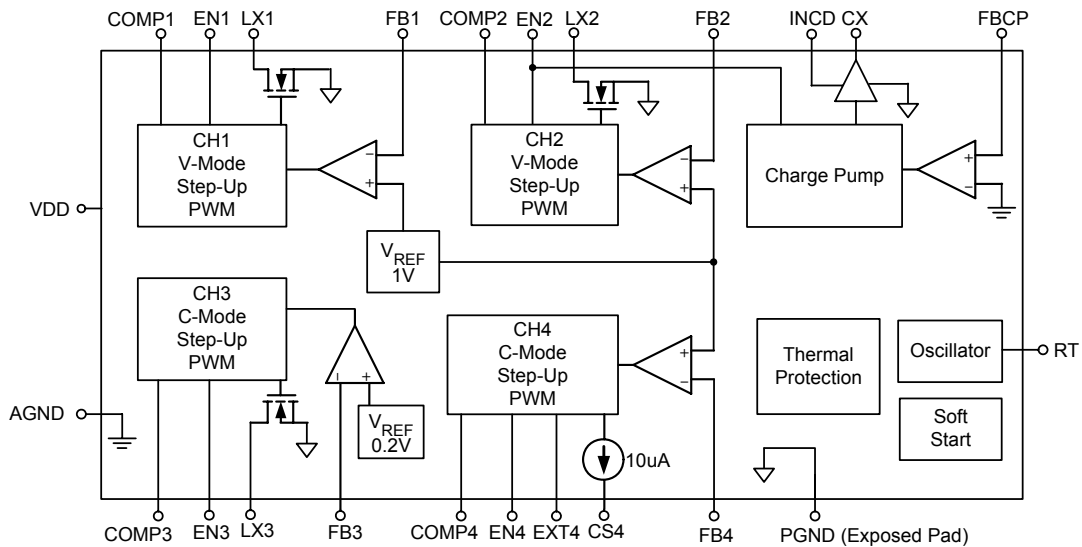 COMP1 EN1 LX1 FB1 COMP2 EN2 LX2 FB2 INCD CX FBCP
CH1
V-Mode
Step-Up
PWM
−
+
CH2
V-Mode
Step-Up
PWM
−
+
Charge Pump
+
−
VDD
VREF
1V
CH3
C-Mode
Step-Up
PWM
−
+
VREF
0.2V
CH4
C-Mode
Step-Up
PWM
+
−
Thermal
Protection
Oscillator
RT
Soft
Start
AGND
10uA
COMP3 EN3 LX3 FB3 COMP4 EN4 EXT4 CS4 FB4 PGND (Exposed Pad)